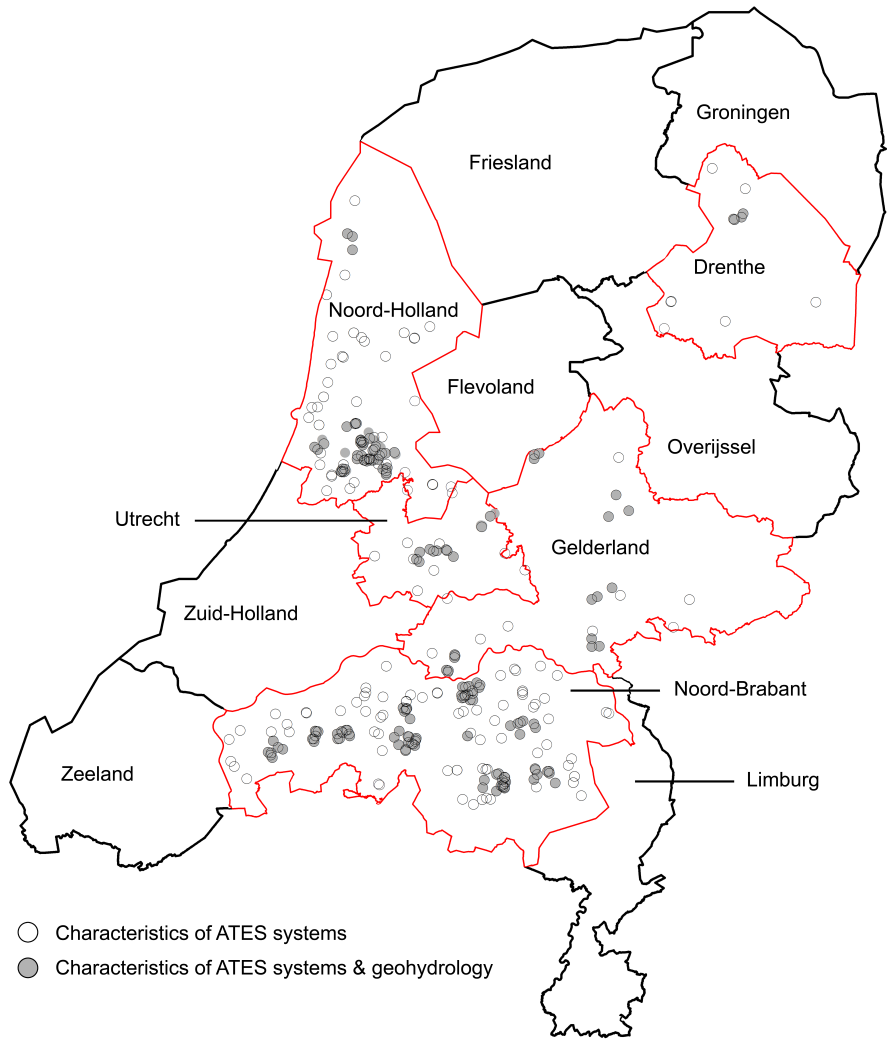 Groningen
Friesland
Drenthe
Noord-Holland
Flevoland
Overijssel
Utrecht
Gelderland
Zuid-Holland
Noord-Brabant
Zeeland
Limburg
Characteristics of ATES systems
Characteristics of ATES systems & geohydrology